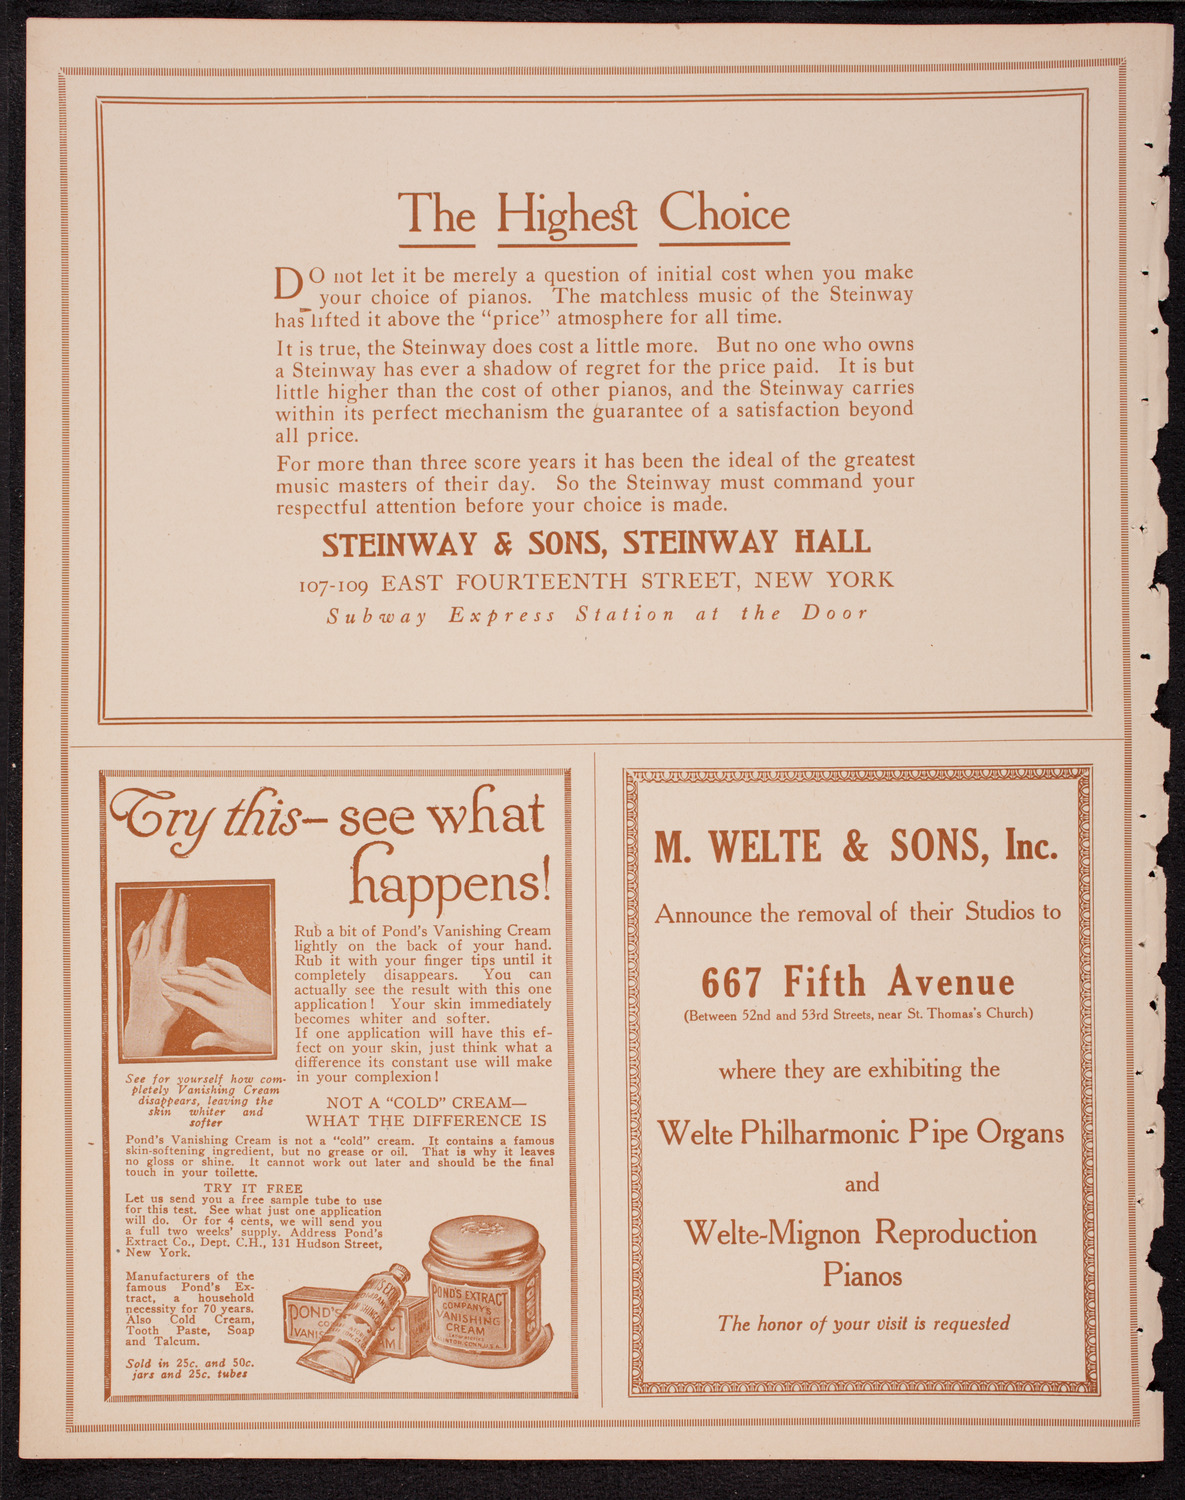 The Highest Choice
DO not let it be merely a question of initial cost when you make
your choice of pianos. The matchless music of the Steinway
has lifted it above the "price" atmosphere for all time.
It is true, the Steinway does cost a little more. But no one who owns
a Steinway has ever a shadow of regret for the price paid. It is but
little higher than the cost of other pianos, and the Steinway carries
within its perfect mechanism the guarantee of a satisfaction beyond
all price.
For more than three score years it has been the ideal of the greatest
music masters of their day. So the Steinway must command your
respectful attention before your choice is made.
STEINWAY & SONS, STEINWAY HALL
107-109 EAST FOURTEENTH STREET, NEW YORK
Subway Express Station at the Door
Try this—see what
happens!
Rub a bit of Pond's Vanishing Cream
lightly on the back of your hand.
Rub it with your finger tips until it
completely disappears. You can
actually see the result with this one
application! Your skin immediately
becomes whiter and softer.
If one application will have this ef-
fect on your skin, just think what a
difference its constant use will make
in your complexion!
See for yourself how com-
pletely Vanishing Cream
disappears, leaving the
skin whiter and
softer
NOT A "COLD" CREAM—
WHAT THE DIFFERENCE IS
Pond's Vanishing Cream is not a "cold" cream. It contains a famous
skin-softening ingredient, but no grease or oil. That is why it leaves
no gloss or shine. It cannot work out later and should be the final
touch in your toilette.
TRY IT FREE
Let us send you a free sample tube to use
for this test. See what just one application
will do. Or for 4 cents, we will send you
a full two weeks' supply. Address Pond's
Extract Co., Dept. C.H., 131 Hudson Street,
New York.
Manufacturers of the
famous Pond's Ex-
tract, a household
necessity for 70 years.
Also Cold Cream,
Tooth Paste, Soap
and Talcum.
Sold in 25c. and 50c.
jars and 25c. tubes
POND'S
POND'S EXTRACT
COMPANY'S
VANISHING
CREAM
M. WELTE & SONS, Inc.
Announce the removal of their Studios to
667 Fifth Avenue
(Between 52nd and 53rd Streets, near St. Thomas's Church)
where they are exhibiting the
Welte Philharmonic Pipe Organs
and
Welte-Mignon Reproduction
Pianos
The honor of your visit is requested